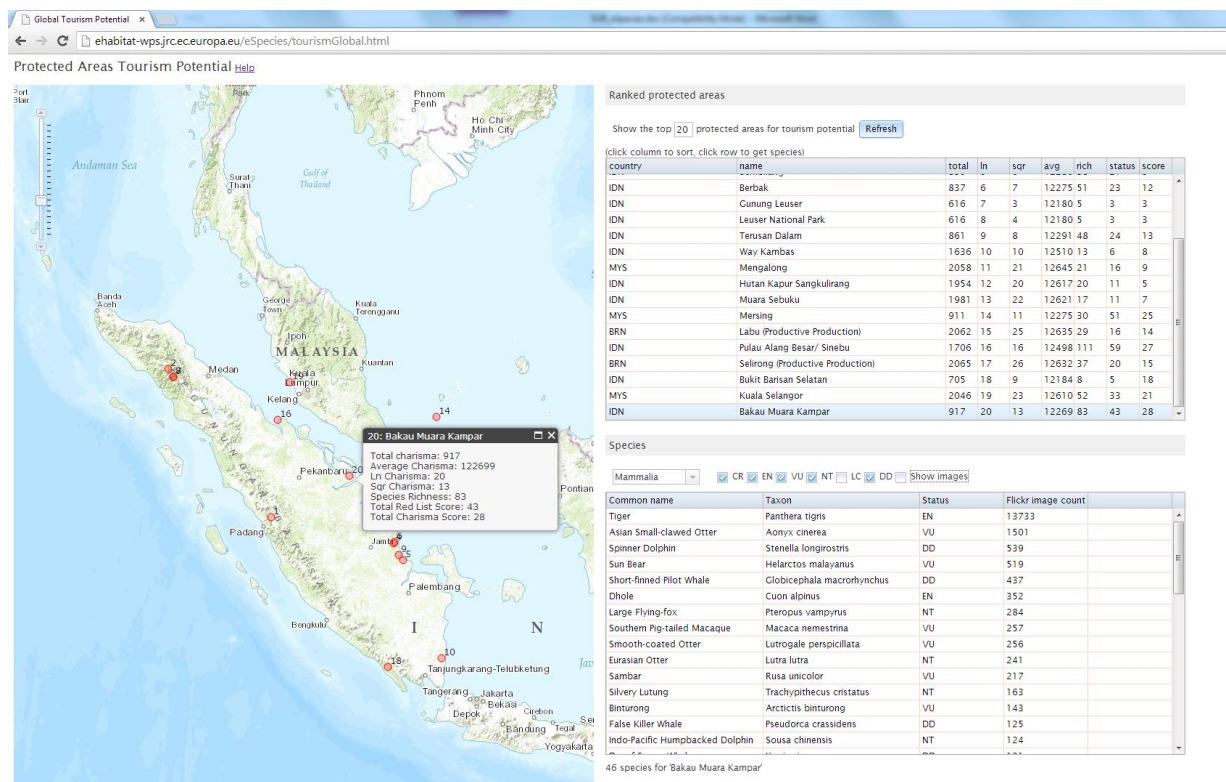 Global Tourism Potential
ehabitat-wps.jrc.ec.europa.eu/eSpecies/tourismGlobal.html
Protected Areas Tourism Potential Help
Port
Blair
Phnom
Penh
Ho Chi
Minh City
Andaman Sea
Gulf of
Thailand
Surat
Thani
Banda
Aceh
George
Town
Kuala
Terengganu
Ipoh
MALAYSIA
Kuantan
Medan
Kuala
Lumpur
19
2
Kelang
14
16
Pekanbaru
20
Pontian
20: Bakau Muara Kampar
Total charisma: 917
Average Charisma: 122699
Ln Charisma: 20
Sqr Charisma: 13
Species Richness: 83
Total Red List Score: 43
Total Charisma Score: 28
1
Padang
Jambi
9
5
Palembang
Bengkulu
I N
10
18
Tanjungkarang-Telubketung
Tangerang
Jakarta
Bekasi
Depok
Cirebon
Bandung
Tegal
Yogyakarta
Ranked protected areas
Show the top 20 protected areas for tourism potential Refresh
(click column to sort, click row to get species)
country name total ln sqr avg rich status score
IDN Berbak 837 6 7 12275 51 23 12
IDN Gunung Leuser 616 7 3 12180 5 3 3
IDN Leuser National Park 616 8 4 12180 5 3 3
IDN Terusan Dalam 861 9 8 12291 48 24 13
IDN Way Kambas 1636 10 10 12510 13 6 8
MYS Mengalong 2058 11 21 12645 21 16 9
IDN Hutan Kapur Sangkulirang 1954 12 20 12617 20 11 5
IDN Muara Sebuku 1981 13 22 12621 17 11 7
MYS Mersing 911 14 11 12275 30 51 25
BRN Labu (Productive Production) 2062 15 25 12635 29 16 14
IDN Pulau Alang Besar/ Sinebu 1706 16 16 12498 111 59 27
BRN Selirong (Productive Production) 2065 17 26 12632 37 20 15
IDN Bukit Barisan Selatan 705 18 9 12184 8 5 18
MYS Kuala Selangor 2046 19 23 12610 52 33 21
IDN Bakau Muara Kampar 917 20 13 12269 83 43 28
Species
Mammalia CR EN VU NT LC DD Show images
Common name Taxon Status Flickr image count
Tiger Panthera tigris EN 13733
Asian Small-clawed Otter Aonyx cinerea VU 1501
Spinner Dolphin Stenella longirostris DD 539
Sun Bear Helarctos malayanus VU 519
Short-finned Pilot Whale Globicephala macrorhynchus DD 437
Dhole Cuon alpinus EN 352
Large Flying-fox Pteropus vampyrus NT 284
Southern Pig-tailed Macaque Macaca nemestrina VU 257
Smooth-coated Otter Lutrogale perspicillata VU 256
Eurasian Otter Lutra lutra NT 241
Sambar Rusa unicolor VU 217
Silvery Lutung Trachypithecus cristatus NT 163
Binturong Arctictis binturong VU 143
False Killer Whale Pseudorca crassidens DD 125
Indo-Pacific Humpbacked Dolphin Sousa chinensis NT 124
46 species for 'Bakau Muara Kampar'